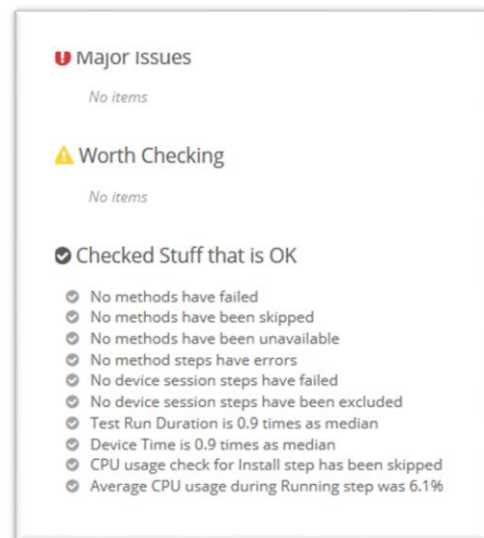 Major Issues
No items
Worth Checking
No items
Checked Stuff that is OK
No methods have failed
No methods have been skipped
No methods have been unavailable
No method steps have errors
No device session steps have failed
No device session steps have been excluded
Test Run Duration is 0.9 times as median
Device Time is 0.9 times as median
CPU usage check for Install step has been skipped
Average CPU usage during Running step was 6.1%